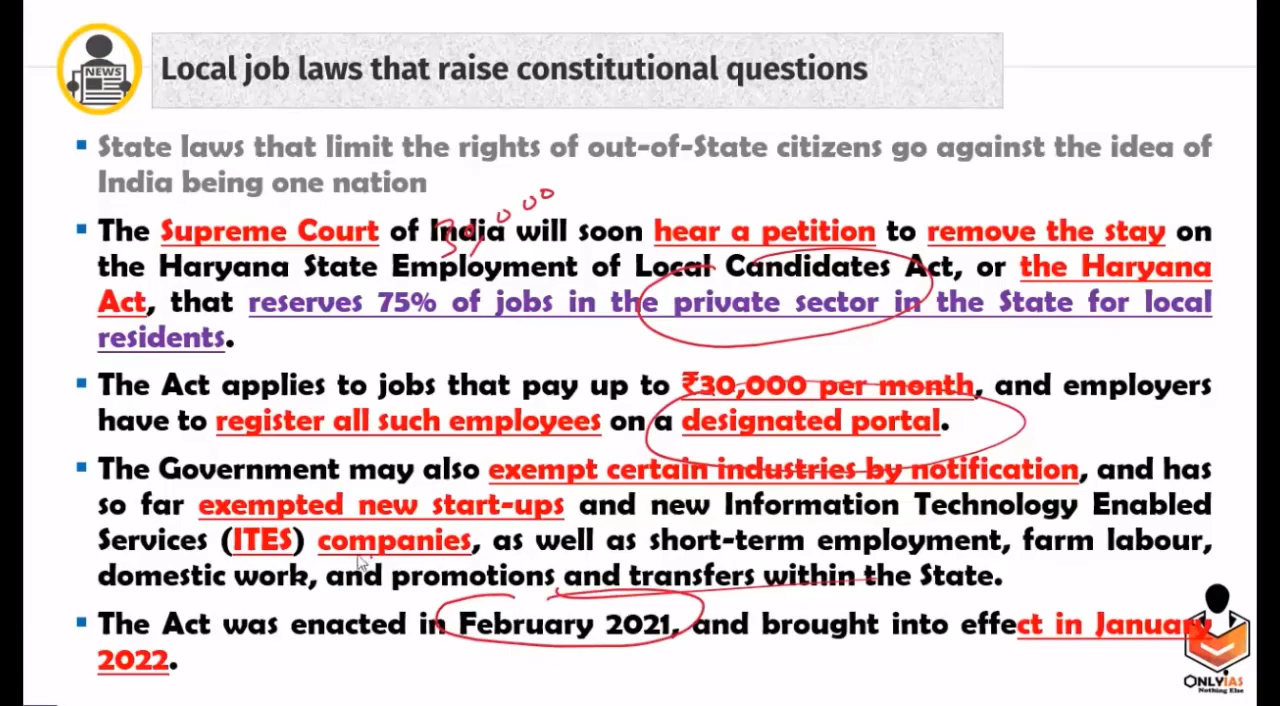 NEWS
Local job laws that raise constitutional questions
State laws that limit the rights of out-of-State citizens go against the idea of
India being one nation
30,000
The Supreme Court of India will soon hear a petition to remove the stay on
the Haryana State Employment of Local Candidates Act, or the Haryana
Act, that reserves 75% of jobs in the private sector in the State for local
residents.
The Act applies to jobs that pay up to ₹30,000 per month, and employers
have to register all such employees on a designated portal.
The Government may also exempt certain industries by notification, and has
so far exempted new start-ups and new Information Technology Enabled
Services (ITES) companies, as well as short-term employment, farm labour,
domestic work, and promotions and transfers within the State.
The Act was enacted in February 2021, and brought into effect in January
2022.
ONLYIAS
Nothing Else